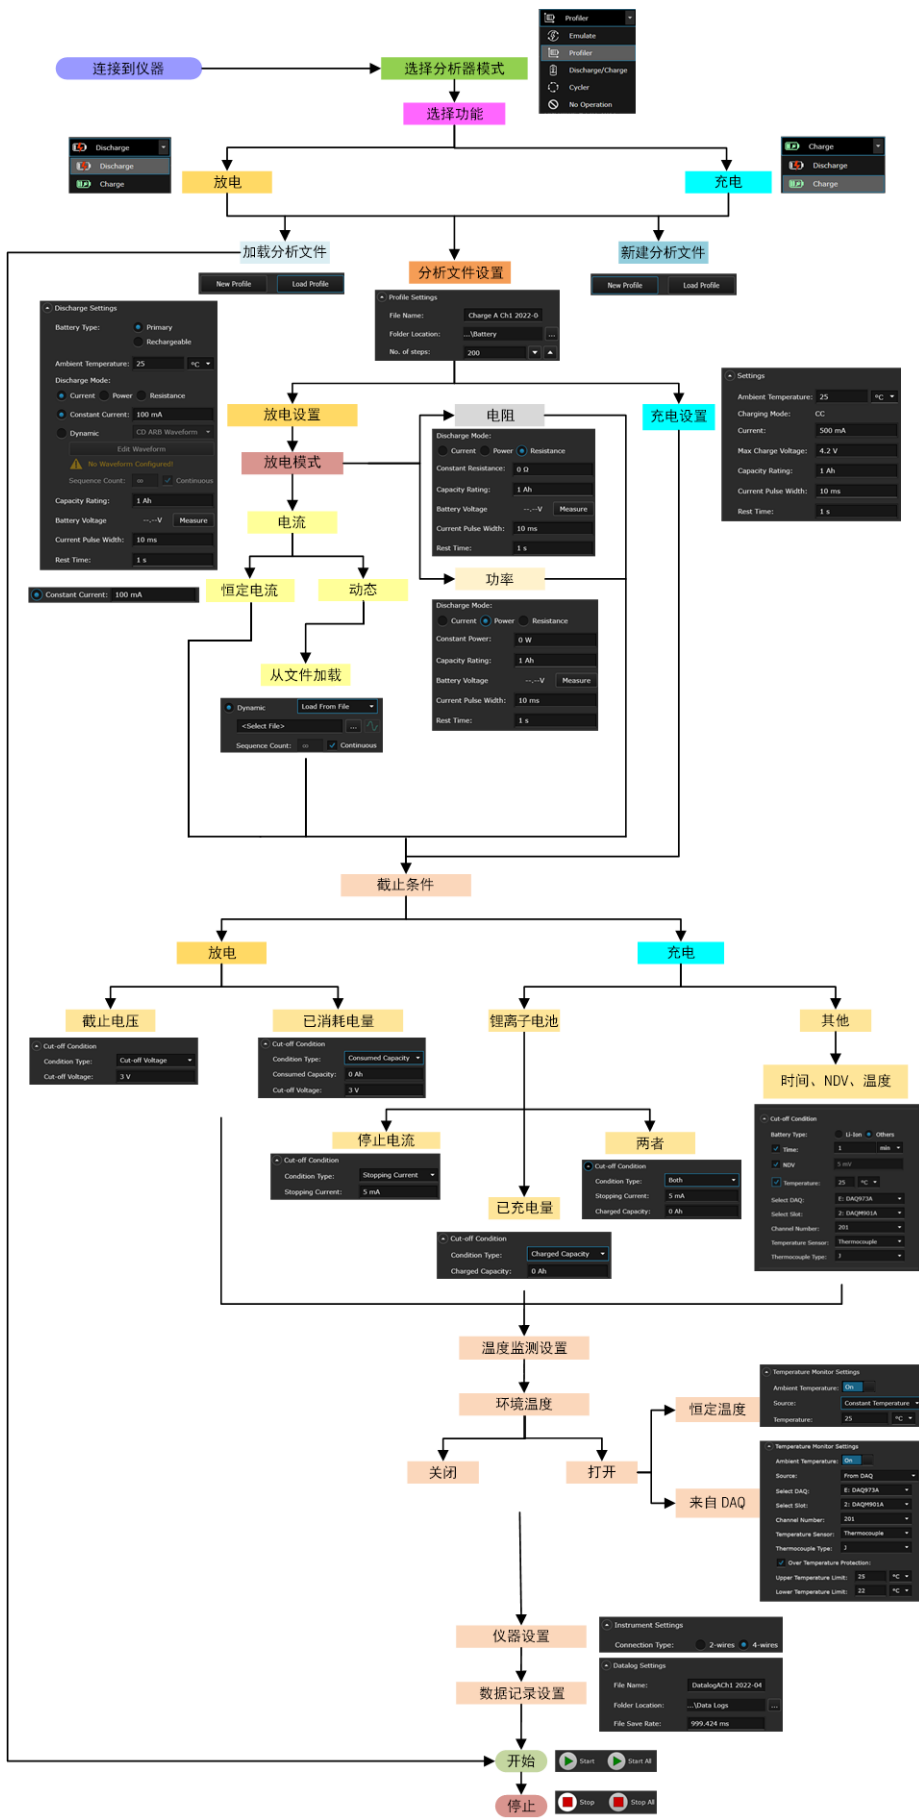 Profiler
Emulate
Profiler
Discharge/Charge
Cycler
No Operation
连接到仪器
选择分析器模式
选择功能
Discharge
Discharge
Charge
Charge
Discharge
Charge
放电
充电
加载分析文件
分析文件设置
新建分析文件
New Profile Load Profile
New Profile Load Profile
Profile Settings
File Name: Charge A Ch1 2022-0
Folder Location: ...\Battery ...
No. of steps: 200
Discharge Settings
Battery Type: Primary
Rechargeable
Ambient Temperature: 25 °C
Discharge Mode:
Current Power Resistance
Constant Current: 100 mA
Dynamic CD ARB Waveform
Edit Waveform
No Waveform Configured!
Sequence Count: ∞ Continuous
Capacity Rating: 1 Ah
Battery Voltage --.--V Measure
Current Pulse Width: 10 ms
Rest Time: 1 s
Constant Current: 100 mA
放电设置
放电模式
电流
恒定电流
动态
从文件加载
Dynamic Load From File
<Select File> ...
Sequence Count: ∞ Continuous
电阻
Discharge Mode:
Current Power Resistance
Constant Resistance: 0 Ω
Capacity Rating: 1 Ah
Battery Voltage --.--V Measure
Current Pulse Width: 10 ms
Rest Time: 1 s
功率
Discharge Mode:
Current Power Resistance
Constant Power: 0 W
Capacity Rating: 1 Ah
Battery Voltage --.--V Measure
Current Pulse Width: 10 ms
Rest Time: 1 s
充电设置
Settings
Ambient Temperature: 25 °C
Charging Mode: CC
Current: 500 mA
Max Charge Voltage: 4.2 V
Capacity Rating: 1 Ah
Current Pulse Width: 10 ms
Rest Time: 1 s
截止条件
放电
充电
截止电压
Cut-off Condition
Condition Type: Cut-off Voltage
Cut-off Voltage: 3 V
已消耗电量
Cut-off Condition
Condition Type: Consumed Capacity
Consumed Capacity: 0 Ah
Cut-off Voltage: 3 V
锂离子电池
其他
时间、NDV、温度
Cut-off Condition
Battery Type: Li-Ion Others
Time: 1 min
NDV 5 mV
Temperature: 25 °C
Select DAQ: E: DAQ973A
Select Slot: 2: DAQM901A
Channel Number: 201
Temperature Sensor: Thermocouple
Thermocouple Type: J
停止电流
Cut-off Condition
Condition Type: Stopping Current
Stopping Current: 5 mA
两者
Cut-off Condition
Condition Type: Both
Stopping Current: 5 mA
Charged Capacity: 0 Ah
已充电量
Cut-off Condition
Condition Type: Charged Capacity
Charged Capacity: 0 Ah
温度监测设置
环境温度
关闭
打开
恒定温度
Temperature Monitor Settings
Ambient Temperature: On
Source: Constant Temperature
Temperature: 25 °C
来自 DAQ
Temperature Monitor Settings
Ambient Temperature: On
Source: From DAQ
Select DAQ: E: DAQ973A
Select Slot: 2: DAQM901A
Channel Number: 201
Temperature Sensor: Thermocouple
Thermocouple Type: J
Over Temperature Protection:
Upper Temperature Limit: 25 °C
Lower Temperature Limit: 22 °C
仪器设置
Instrument Settings
Connection Type: 2-wires 4-wires
数据记录设置
Datalog Settings
File Name: DatalogACh1 2022-04
Folder Location: ...\Data Logs ...
File Save Rate: 999.424 ms
开始
Start Start All
停止
Stop Stop All